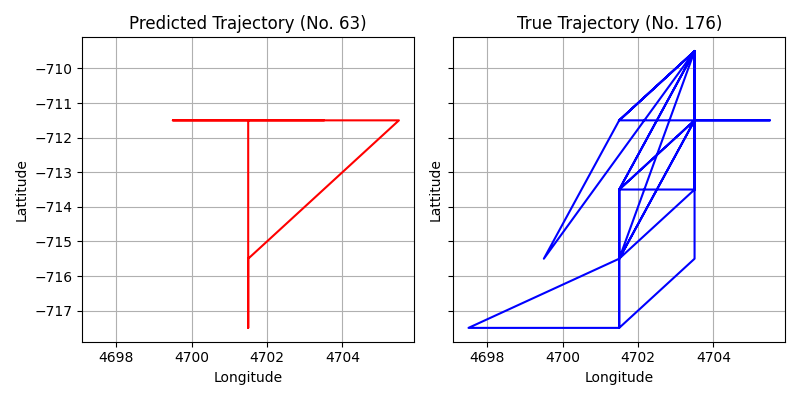 Predicted Trajectory (No. 63)
True Trajectory (No. 176)
Lattitude
−710
−711
−712
−713
−714
−715
−716
−717
4698
4700
4702
4704
Longitude
Lattitude
4698
4700
4702
4704
Longitude